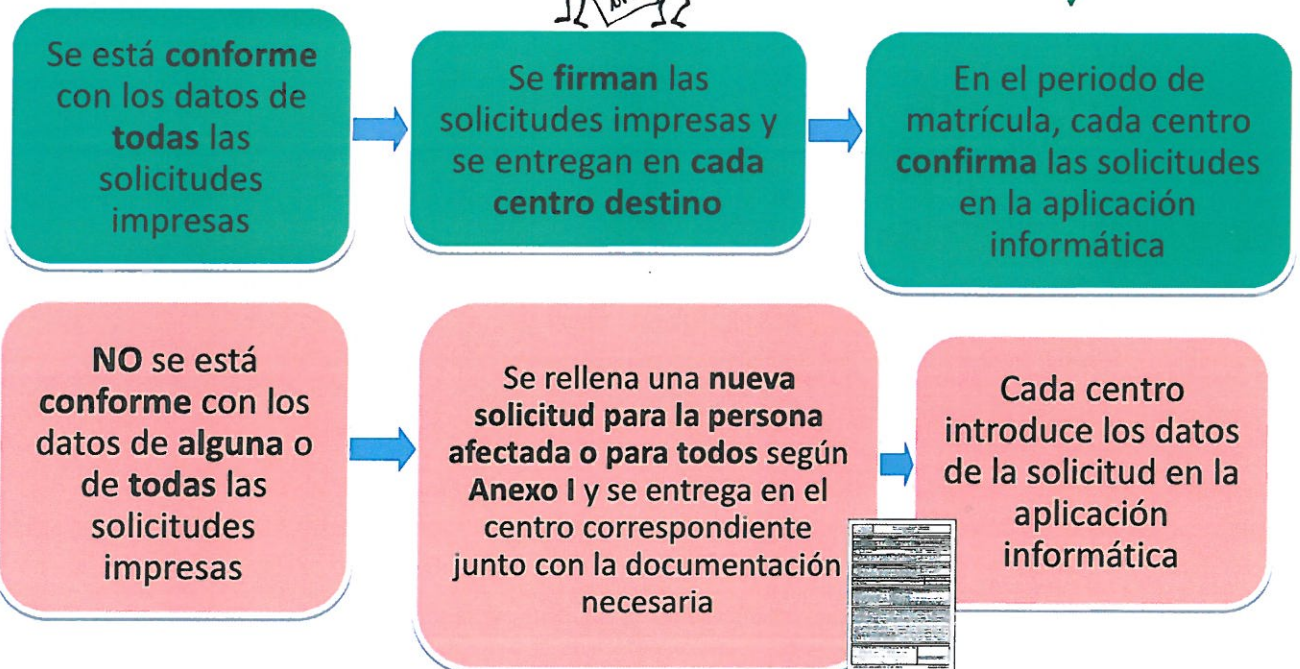 Se está conforme
con los datos de
todas las
solicitudes
impresas
Se firman las
solicitudes impresas y
se entregan en cada
centro destino
En el periodo de
matrícula, cada centro
confirma las solicitudes
en la aplicación
informática
NO se está
conforme con los
datos de alguna o
de todas las
solicitudes
impresas
Se rellena una nueva
solicitud para la persona
afectada o para todos según
Anexo I y se entrega en el
centro correspondiente
junto con la documentación
necesaria
Cada centro
introduce los datos
de la solicitud en la
aplicación
informática